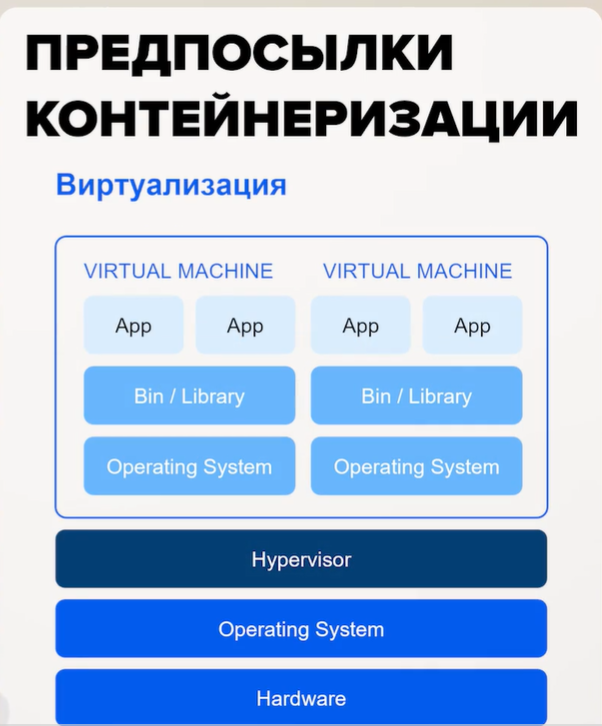 ПРЕДПОСЫЛКИ
КОНТЕЙНЕРИЗАЦИИ
Виртуализация
VIRTUAL MACHINE VIRTUAL MACHINE
App App App App
Bin / Library Bin / Library
Operating System Operating System
Hypervisor
Operating System
Hardware